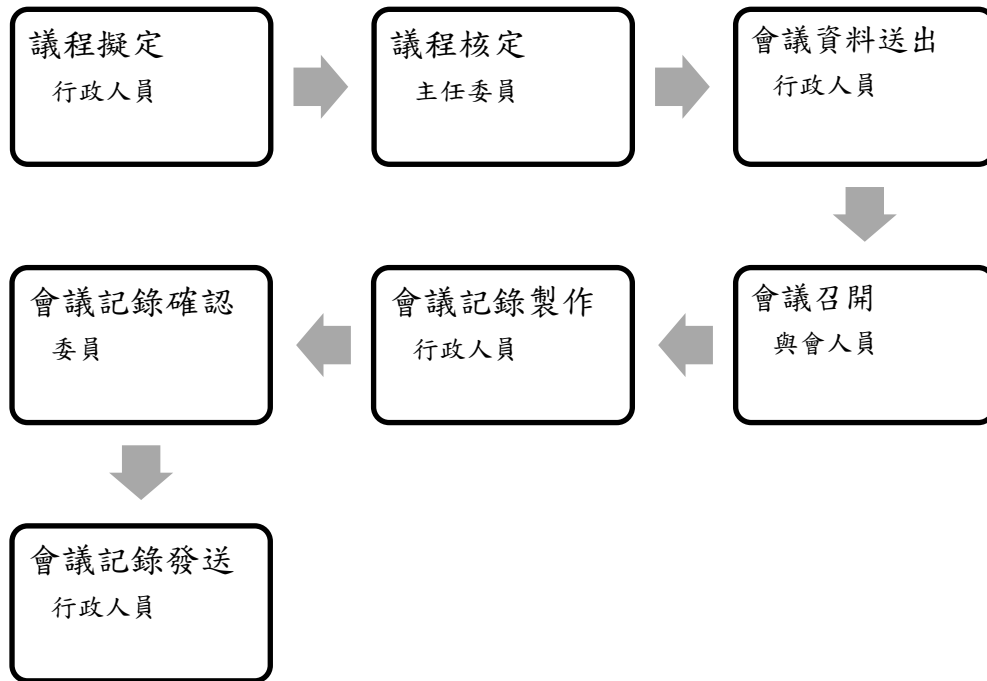 議程擬定
行政人員
議程核定
主任委員
會議資料送出
行政人員
會議召開
與會人員
會議記錄製作
行政人員
會議記錄確認
委員
會議記錄發送
行政人員